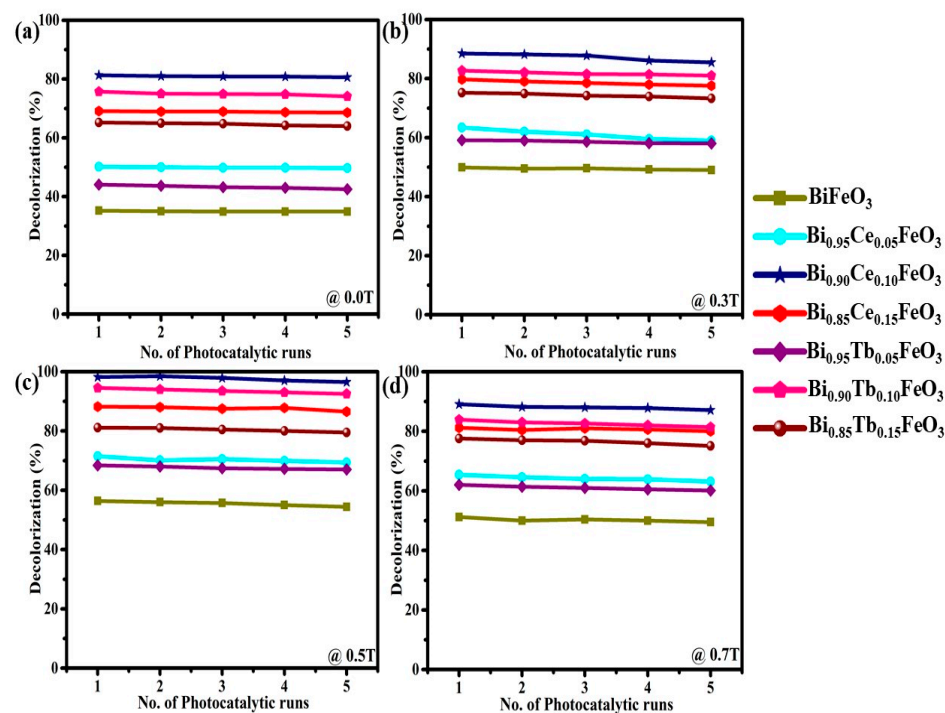 (a)
100
80
60
40
20
0
Decolorization (%)
1 2 3 4 5
No. of Photocatalytic runs
@ 0.0T
(b)
100
80
60
40
20
0
Decolorization (%)
1 2 3 4 5
No. of Photocatalytic runs
@ 0.3T
(c)
100
80
60
40
20
0
Decolorization (%)
1 2 3 4 5
No. of Photocatalytic runs
@ 0.5T
(d)
100
80
60
40
20
0
Decolorization (%)
1 2 3 4 5
No. of Photocatalytic runs
@ 0.7T
BiFeO₃
Bi₀.₉₅Ce₀.₀₅FeO₃
Bi₀.₉₀Ce₀.₁₀FeO₃
Bi₀.₈₅Ce₀.₁₅FeO₃
Bi₀.₉₅Tb₀.₀₅FeO₃
Bi₀.₉₀Tb₀.₁₀FeO₃
Bi₀.₈₅Tb₀.₁₅FeO₃